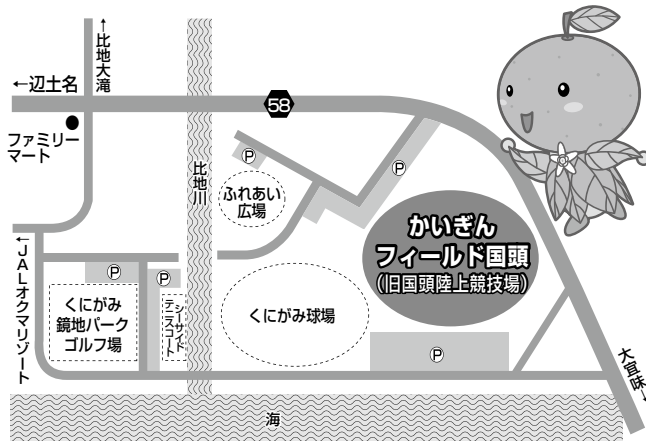 ←比地大滝
←辺土名
58
ファミリー
マート
比地川
P
ふれあい
広場
P
かいぎん
フィールド国頭
(旧国頭陸上競技場)
←JALオクマリゾート
P
P
くにがみ
鏡地パーク
ゴルフ場
シーサイド
テニスコート
くにがみ球場
P
大宜味→
海